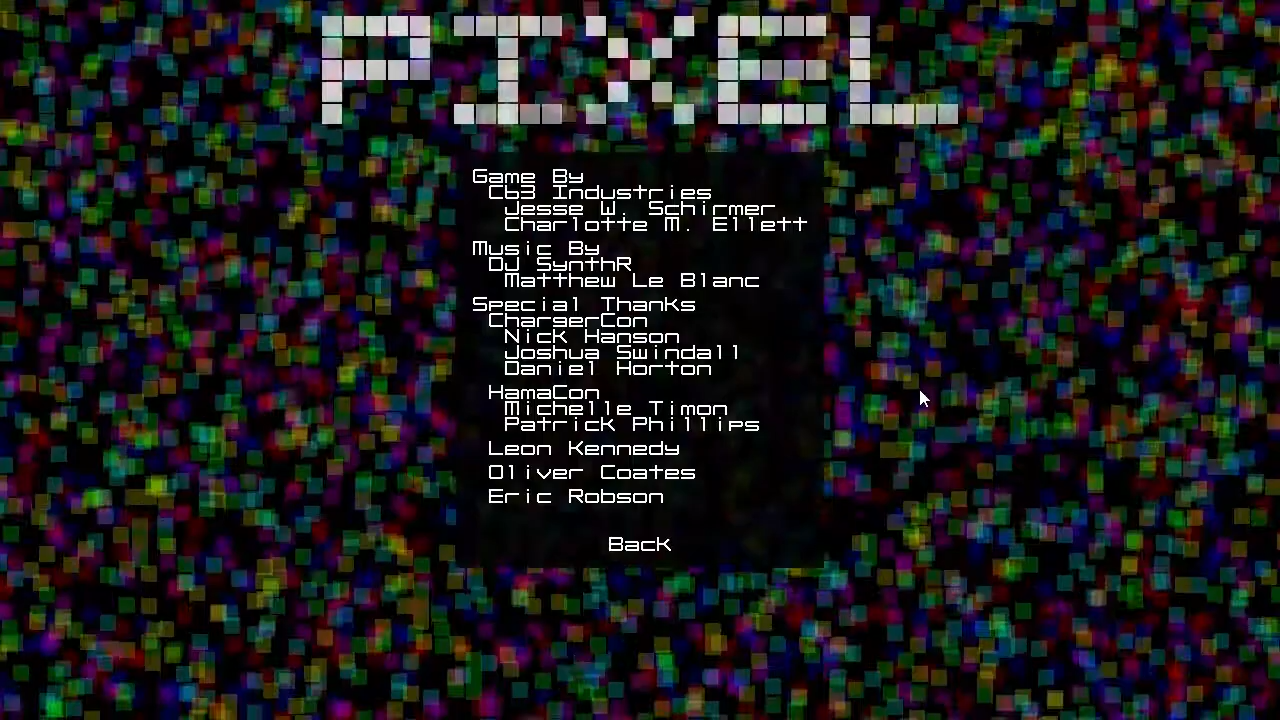 PIXEL
Game By
Cb3 Industries
Jesse W. Schirmer
Charlotte M. Ellett
Music By
DJ SynthR
Matthew Le Blanc
Special Thanks
ChargerCon
Nick Hanson
Joshua Swindall
Daniel Horton
HamaCon
Michelle Timon
Patrick Phillips
Leon Kennedy
Oliver Coates
Eric Robson
Back